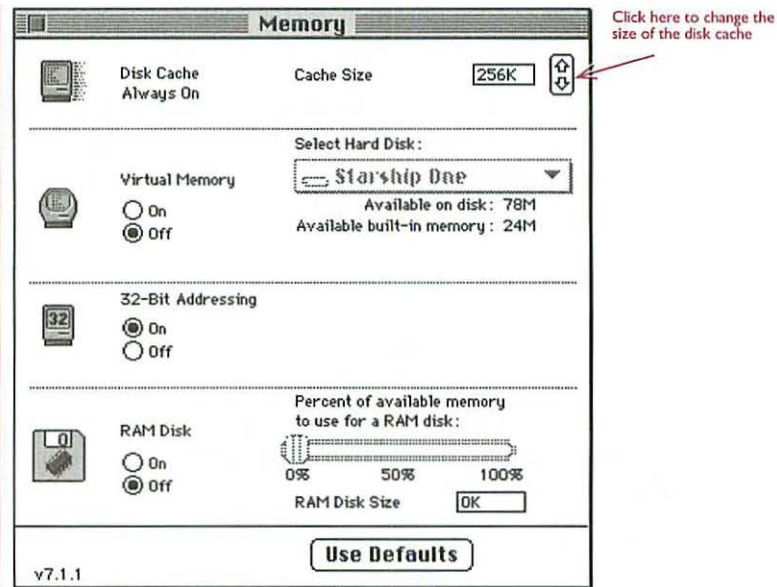 Memory
Click here to change the
size of the disk cache
Disk Cache
Always On
Cache Size
256K
Select Hard Disk:
Starship One
Virtual Memory
On
Off
Available on disk: 78M
Available built-in memory: 24M
32-Bit Addressing
32
On
Off
Percent of available memory
to use for a RAM disk:
RAM Disk
On
Off
0% 50% 100%
RAM Disk Size
0K
Use Defaults
v7.1.1